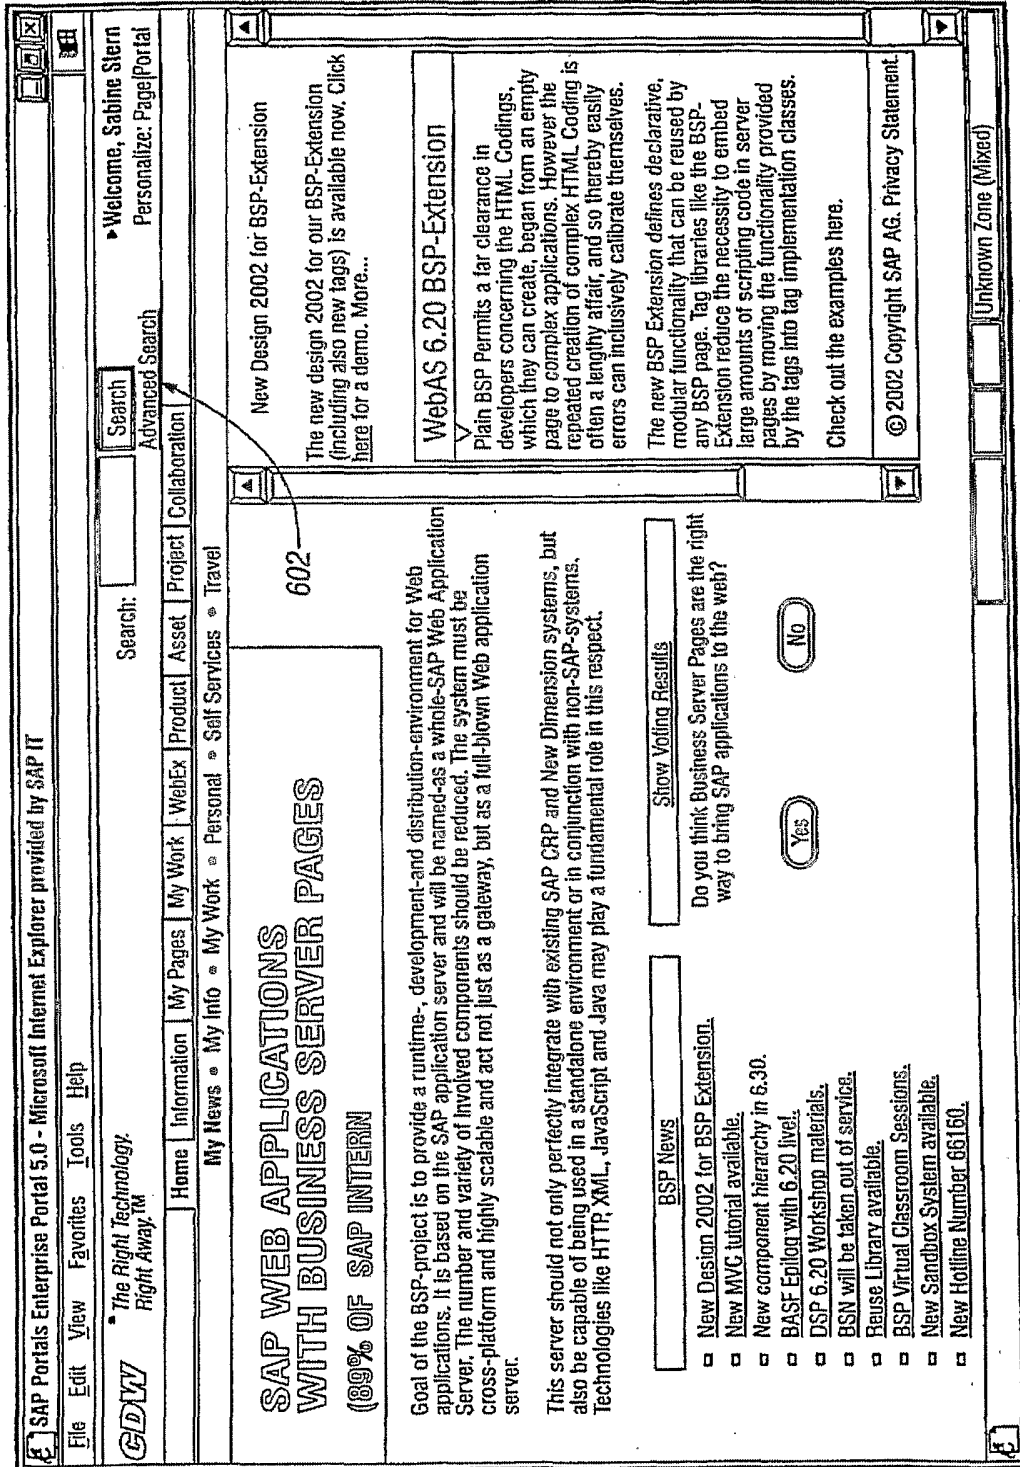 SAP Portals Enterprise Portal 5.0 - Microsoft Internet Explorer provided by SAP IT
File Edit View Favorites Tools Help
CDW
The Right Technology.
Right Away.™
Search:
Search
Advanced Search
Welcome, Sabine Stern
Personalize: Page|Portal
Home | Information | My Pages | My Work | WebEx | Product | Asset | Project | Collaboration
My News My Info My Work Personal Self Services Travel
602
SAP WEB APPLICATIONS
WITH BUSINESS SERVER PAGES
(89% OF SAP INTERN
Goal of the BSP-project is to provide a runtime-, development-and distribution-environment for Web
applications. It is based on the SAP application server and will be named-as a whole-SAP Web Application
Server. The number and variety of involved components should be reduced. The system must be
cross-platform and highly scalable and act not just as a gateway, but as a full-blown Web application
server.
This server should not only perfectly integrate with existing SAP CRP and New Dimension systems, but
also be capable of being used in a standalone environment or in conjunction with non-SAP-systems.
Technologies like HTTP, XML, JavaScript and Java may play a fundamental role in this respect.
BSP News
New Design 2002 for BSP Extension.
New MVC tutorial available.
New component hierarchy in 6.30.
BASF Epilog with 6.20 live!.
DSP 6.20 Workshop materials.
BSN will be taken out of service.
Reuse Library available.
BSP Virtual Classroom Sessions.
New Sandbox System available.
New Hotline Number 66160.
Show Voting Results
Do you think Business Server Pages are the right
way to bring SAP applications to the web?
Yes
No
New Design 2002 for BSP-Extension
The new design 2002 for our BSP-Extension
(including also new tags) is available now. Click
here for a demo. More...
WebAS 6.20 BSP-Extension
Plain BSP Permits a far clearance in
developers concerning the HTML Codings,
which they can create, began from an empty
page to complex applications. However the
repeated creation of complex HTML Coding is
often a lengthy affair, and so thereby easily
errors can inclusively calibrate themselves.
The new BSP Extension defines declarative,
modular functionality that can be reused by
any BSP page. Tag libraries like the BSP-
Extension reduce the necessity to embed
large amounts of scripting code in server
pages by moving the functionality provided
by the tags into tag implementation classes.
Check out the examples here.
© 2002 Copyright SAP AG. Privacy Statement.
Unknown Zone (Mixed)